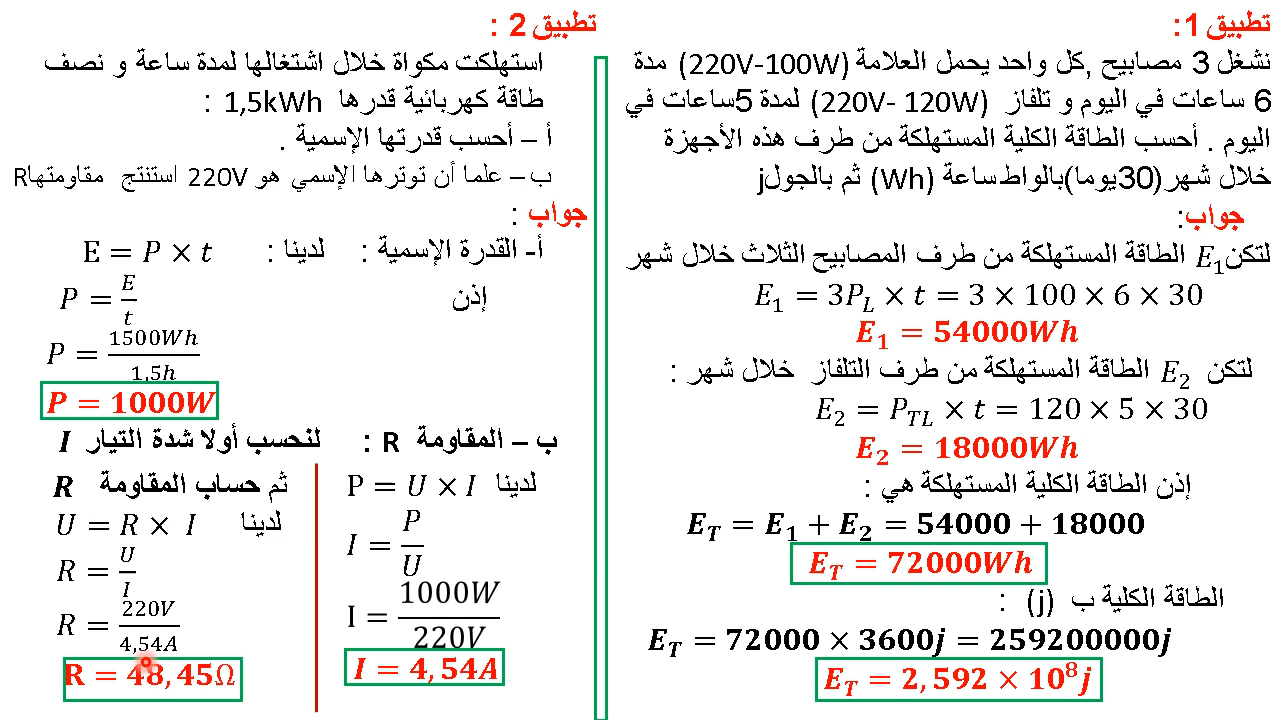 تطبيق 1:
نشغل 3 مصابيح ,كل واحد يحمل العلامة (220V-100W) مدة
6 ساعات في اليوم و تلفاز (220V- 120W) لمدة 5ساعات في
اليوم . أحسب الطاقة الكلية المستهلكة من طرف هذه الأجهزة
خلال شهر(30يوما)بالواط ساعة (Wh) ثم بالجولj
جواب:
لتكن E₁ الطاقة المستهلكة من طرف المصابيح الثلاث خلال شهر
E₁ = 3P_L × t = 3 × 100 × 6 × 30
E₁ = 54000Wh
لتكن E₂ الطاقة المستهلكة من طرف التلفاز خلال شهر :
E₂ = P_TL × t = 120 × 5 × 30
E₂ = 18000Wh
إذن الطاقة الكلية المستهلكة هي :
E_T = E₁ + E₂ = 54000 + 18000
E_T = 72000Wh
الطاقة الكلية ب (j) :
E_T = 72000 × 3600j = 259200000j
E_T = 2,592 × 10⁸j
تطبيق 2 :
استهلكت مكواة خلال اشتغالها لمدة ساعة و نصف
طاقة كهربائية قدرها 1,5kWh :
أ – أحسب قدرتها الإسمية .
ب – علما أن توترها الإسمي هو 220V استنتج مقاومتهاR
جواب :
أ- القدرة الإسمية : لدينا : E = P × t
إذن P = E/t
P = 1500Wh/1,5h
P = 1000W
ب – المقاومة R : لنحسب أولا شدة التيار I
لدينا P = U × I
I = P/U
I = 1000W/220V
I = 4,54A
ثم حساب المقاومة R
لدينا U = R × I
R = U/I
R = 220V/4,54A
R = 48,45Ω